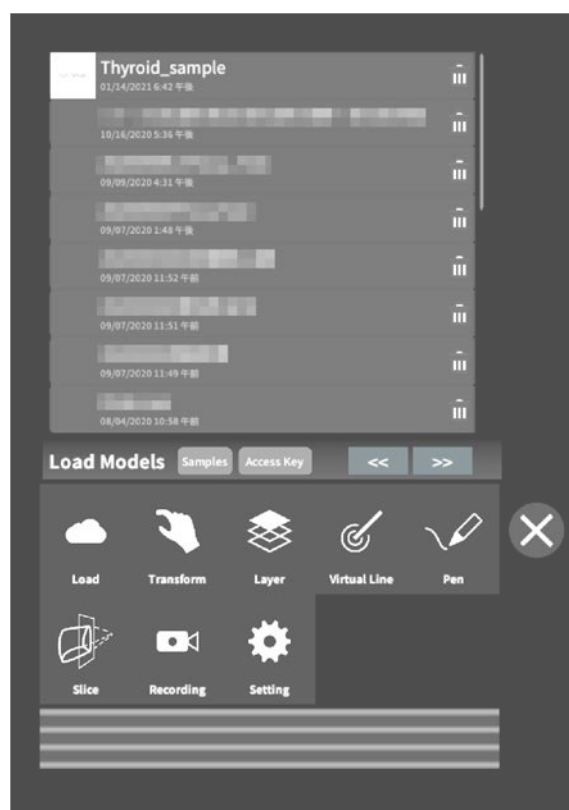 Thyroid_sample
01/14/2021 6:42 午後
10/16/2020 5:36 午後
09/09/2020 4:31 午後
09/07/2020 1:48 午後
09/07/2020 11:52 午前
09/07/2020 11:51 午前
09/07/2020 11:49 午前
08/04/2020 10:58 午前
Load Models Samples Access Key << >>
Load Transform Layer Virtual Line Pen
Slice Recording Setting